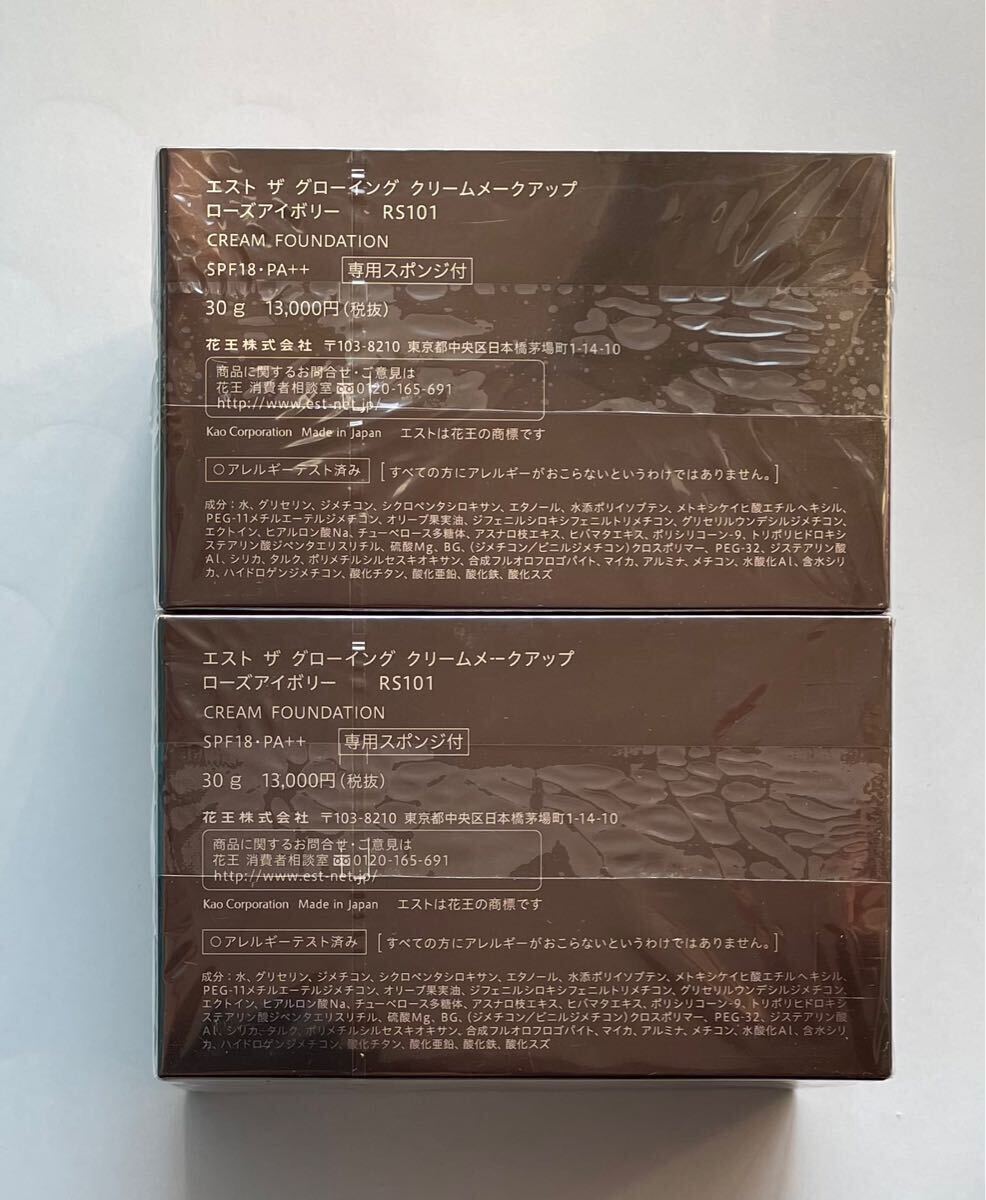 エスト ザ グローイング クリームメークアップ
ローズアイボリー RS101
CREAM FOUNDATION
SPF18・PA++ 専用スポンジ付
30g 13,000円(税抜)
花王株式会社 〒103-8210 東京都中央区日本橋茅場町1-14-10
商品に関するお問合せ・ご意見は
花王 消費者相談室 0120-165-691
http://www.est-net.jp/
Kao Corporation Made in Japan エストは花王の商標です
○アレルギーテスト済み [すべての方にアレルギーがおこらないというわけではありません。]
成分:水、グリセリン、ジメチコン、シクロペンタシロキサン、エタノール、水添ポリイソブテン、メトキシケイヒ酸エチルヘキシル、
PEG-11メチルエーテルジメチコン、オリーブ果実油、ジフェニルシロキシフェニルトリメチコン、グリセリルウンデシルジメチコン、
エクトイン、ヒアルロン酸Na、チューベロース多糖体、アスナロ枝エキス、ヒバマタエキス、ポリシリコーン-9、トリポリヒドロキシ
ステアリン酸ジペンタエリスリチル、硫酸Mg、BG、(ジメチコン/ビニルジメチコン)クロスポリマー、PEG-32、ジステアリン酸
Al、シリカ、タルク、ポリメチルシルセスキオキサン、合成フルオロフロゴパイト、マイカ、アルミナ、メチコン、水酸化Al、含水シリ
カ、ハイドロゲンジメチコン、酸化チタン、酸化亜鉛、酸化鉄、酸化スズ
エスト ザ グローイング クリームメークアップ
ローズアイボリー RS101
CREAM FOUNDATION
SPF18・PA++ 専用スポンジ付
30g 13,000円(税抜)
花王株式会社 〒103-8210 東京都中央区日本橋茅場町1-14-10
商品に関するお問合せ・ご意見は
花王 消費者相談室 0120-165-691
http://www.est-net.jp/
Kao Corporation Made in Japan エストは花王の商標です
○アレルギーテスト済み [すべての方にアレルギーがおこらないというわけではありません。]
成分:水、グリセリン、ジメチコン、シクロペンタシロキサン、エタノール、水添ポリイソブテン、メトキシケイヒ酸エチルヘキシル、
PEG-11メチルエーテルジメチコン、オリーブ果実油、ジフェニルシロキシフェニルトリメチコン、グリセリルウンデシルジメチコン、
エクトイン、ヒアルロン酸Na、チューベロース多糖体、アスナロ枝エキス、ヒバマタエキス、ポリシリコーン-9、トリポリヒドロキシ
ステアリン酸ジペンタエリスリチル、硫酸Mg、BG、(ジメチコン/ビニルジメチコン)クロスポリマー、PEG-32、ジステアリン酸
Al、シリカ、タルク、ポリメチルシルセスキオキサン、合成フルオロフロゴパイト、マイカ、アルミナ、メチコン、水酸化Al、含水シリ
カ、ハイドロゲンジメチコン、酸化チタン、酸化亜鉛、酸化鉄、酸化スズ